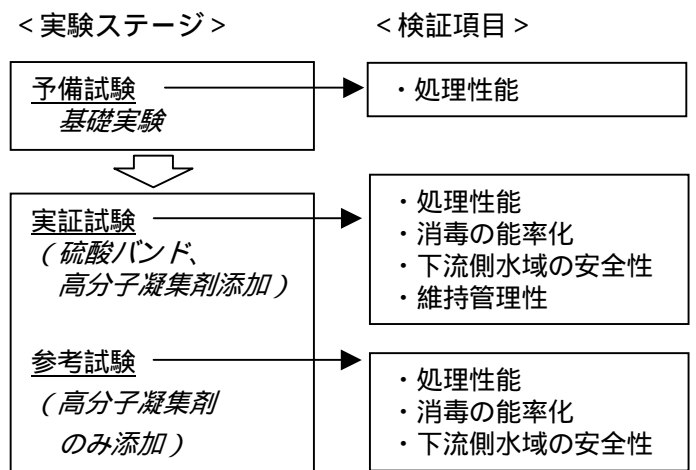 <実験ステージ>
<検証項目>
予備試験
基礎実験
・処理性能
実証試験
(硫酸バンド、
高分子凝集剤添加)
・処理性能
・消毒の能率化
・下流側水域の安全性
・維持管理性
参考試験
(高分子凝集剤
のみ添加)
・処理性能
・消毒の能率化
・下流側水域の安全性